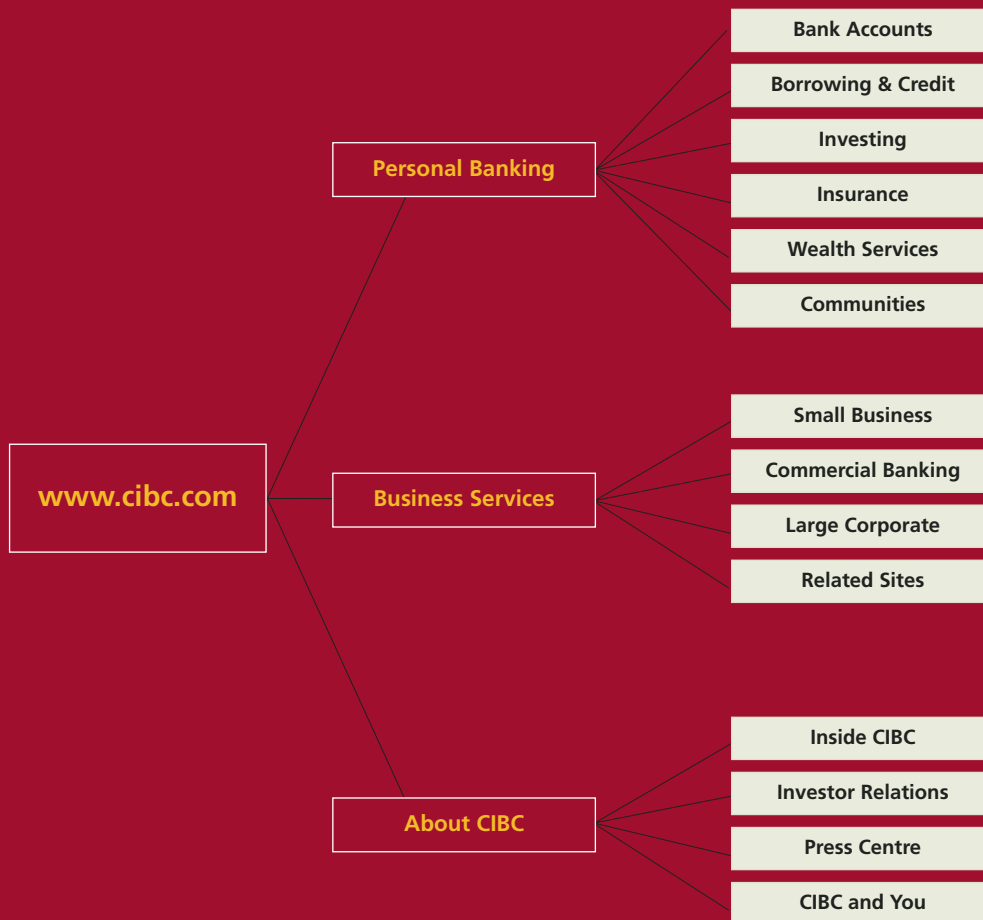 www.cibc.com
Personal Banking
Bank Accounts
Borrowing & Credit
Investing
Insurance
Wealth Services
Communities
Business Services
Small Business
Commercial Banking
Large Corporate
Related Sites
About CIBC
Inside CIBC
Investor Relations
Press Centre
CIBC and You